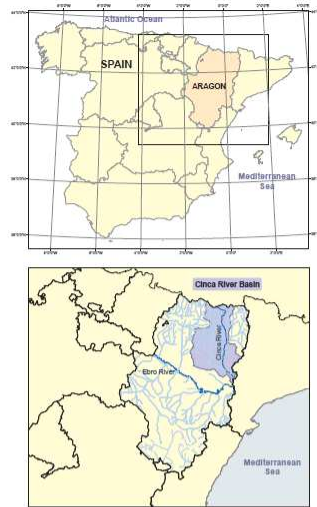 Atlantic Ocean
SPAIN
ARAGON
Mediterranean
Sea
Cinca River Basin
Cinca River
Ebro River
Mediterranean
Sea